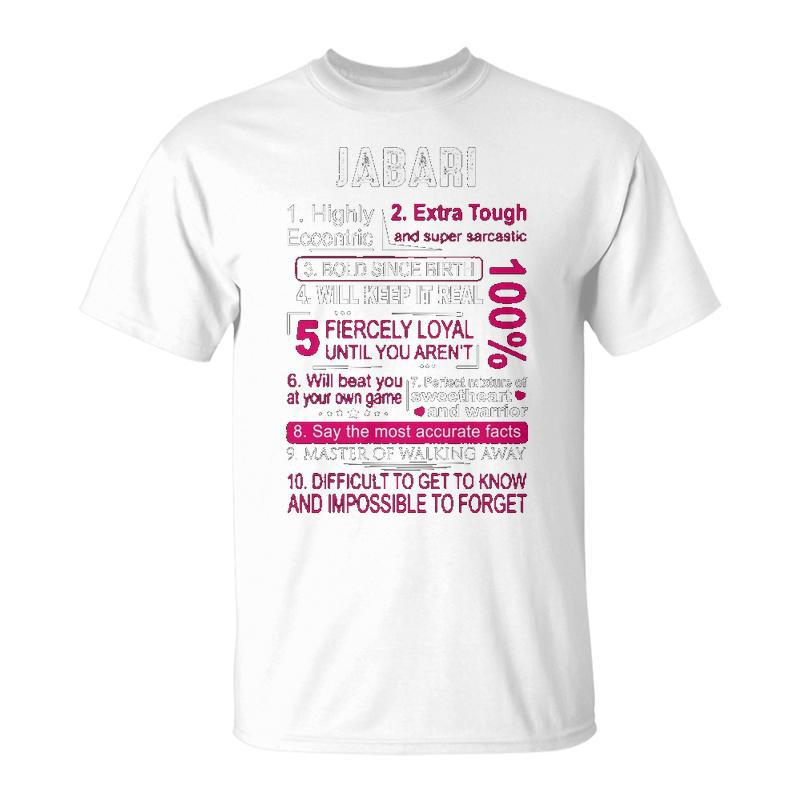 JABARI
1. Highly
Eccentric
2. Extra Tough
and super sarcastic
3. BOLD SINCE BIRTH
4. WILL KEEP IT REAL
100%
5 FIERCELY LOYAL
UNTIL YOU AREN'T
6. Will beat you
at your own game
7. Perfect mixture of
sweetheart
and warrior
8. Say the most accurate facts
9. MASTER OF WALKING AWAY
10. DIFFICULT TO GET TO KNOW
AND IMPOSSIBLE TO FORGET